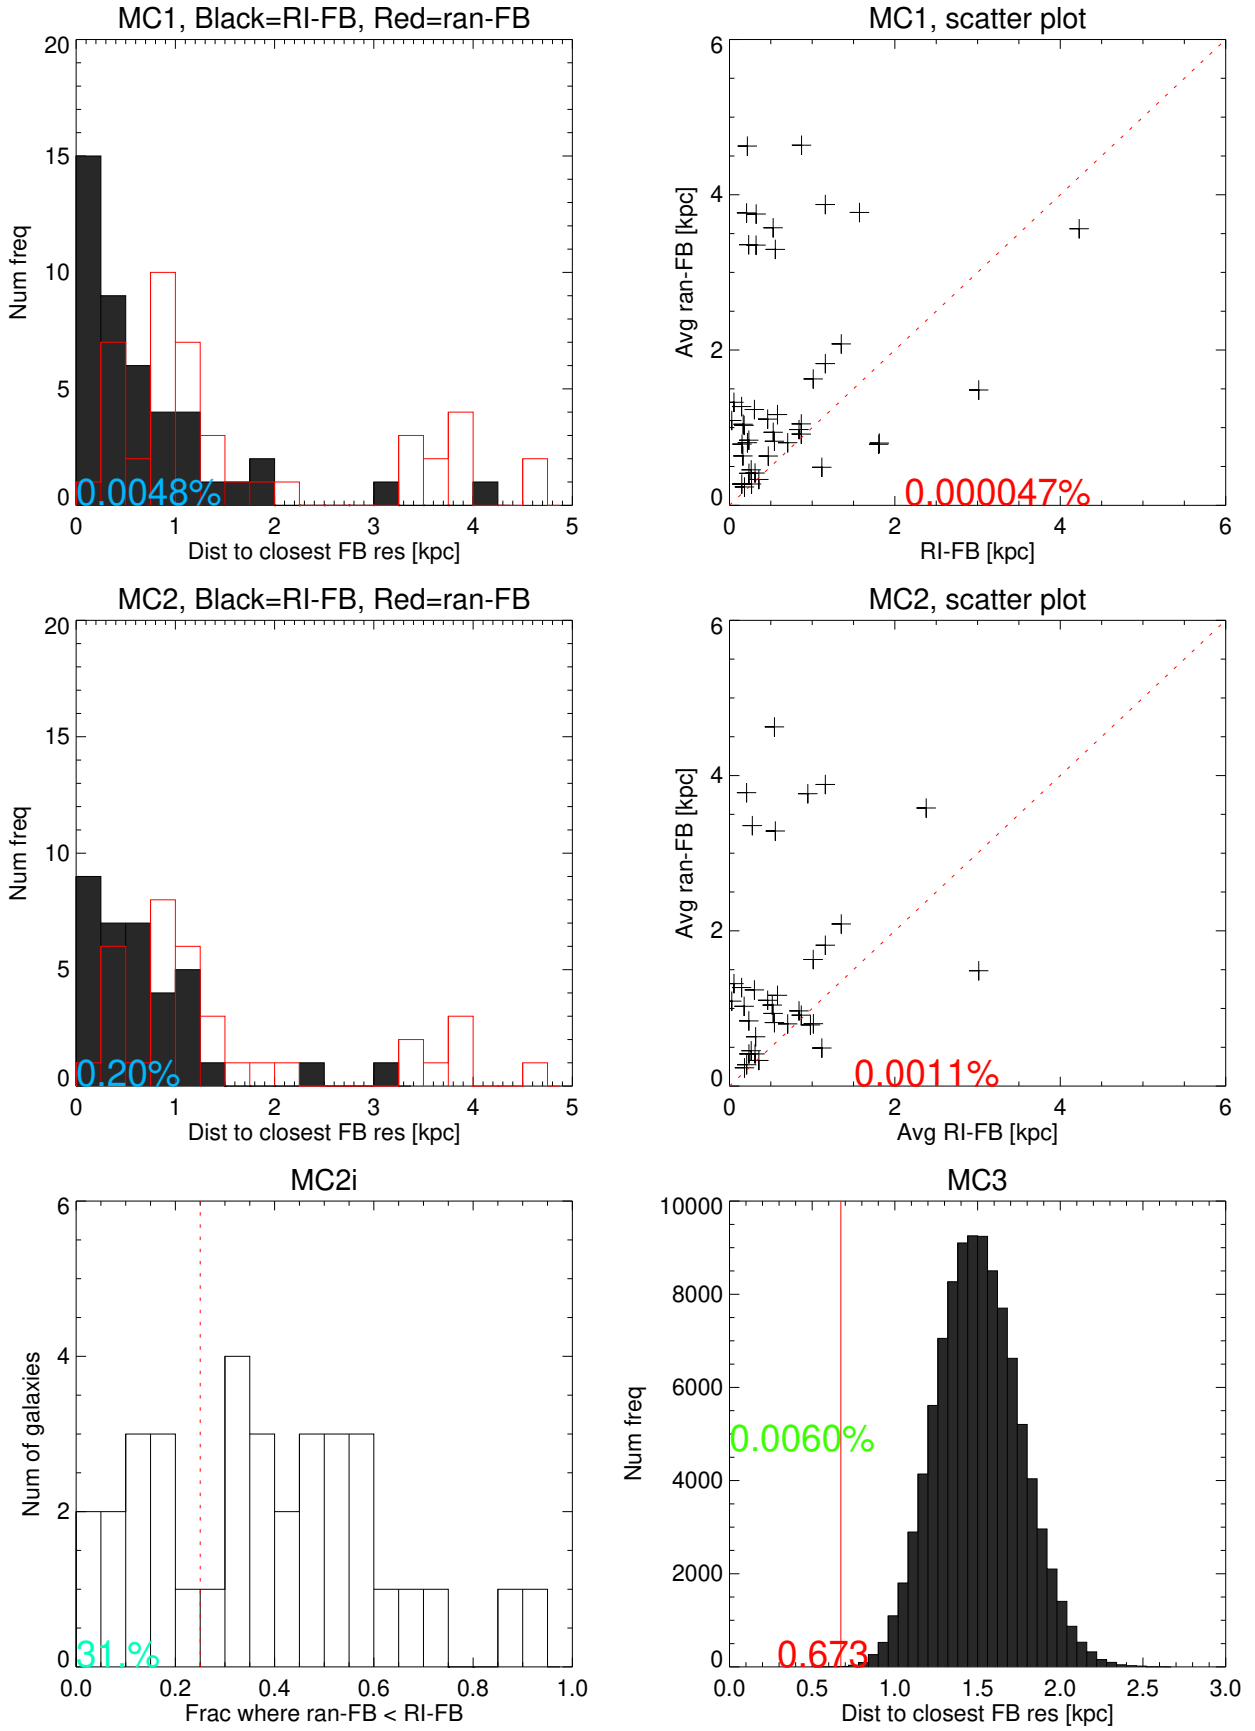 MC1, Black=RI-FB, Red=ran-FB
20
15
10
5
0
Num freq
0.0048%
0 1 2 3 4 5
Dist to closest FB res [kpc]
MC1, scatter plot
6
4
2
0
Avg ran-FB [kpc]
0.000047%
0 2 4 6
RI-FB [kpc]
MC2, Black=RI-FB, Red=ran-FB
20
15
10
5
0
Num freq
0.20%
0 1 2 3 4 5
Dist to closest FB res [kpc]
MC2, scatter plot
6
4
2
0
Avg ran-FB [kpc]
0.0011%
0 2 4 6
Avg RI-FB [kpc]
MC2i
6
4
2
0
Num of galaxies
31.%
0.0 0.2 0.4 0.6 0.8 1.0
Frac where ran-FB < RI-FB
MC3
10000
8000
6000
4000
2000
0
Num freq
0.0060%
0.673
0.0 0.5 1.0 1.5 2.0 2.5 3.0
Dist to closest FB res [kpc]